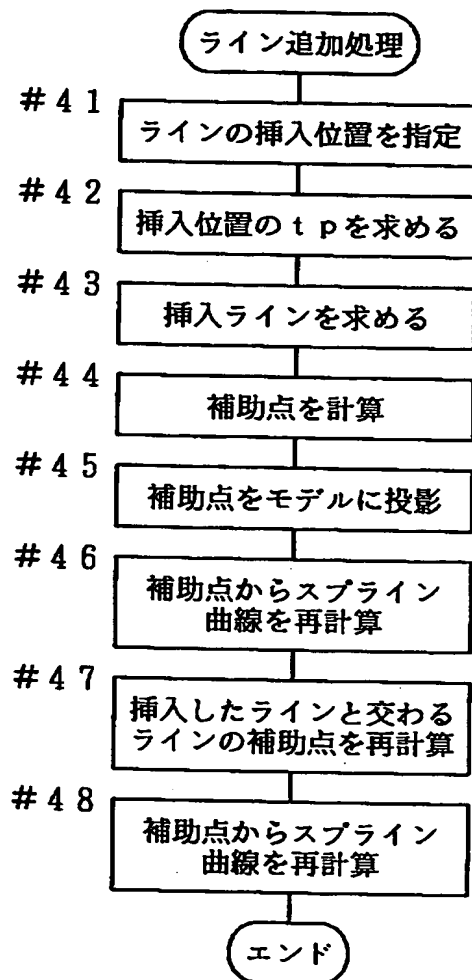 ライン追加処理
#41
ラインの挿入位置を指定
#42
挿入位置のtpを求める
#43
挿入ラインを求める
#44
補助点を計算
#45
補助点をモデルに投影
#46
補助点からスプライン
曲線を再計算
#47
挿入したラインと交わる
ラインの補助点を再計算
#48
補助点からスプライン
曲線を再計算
エンド